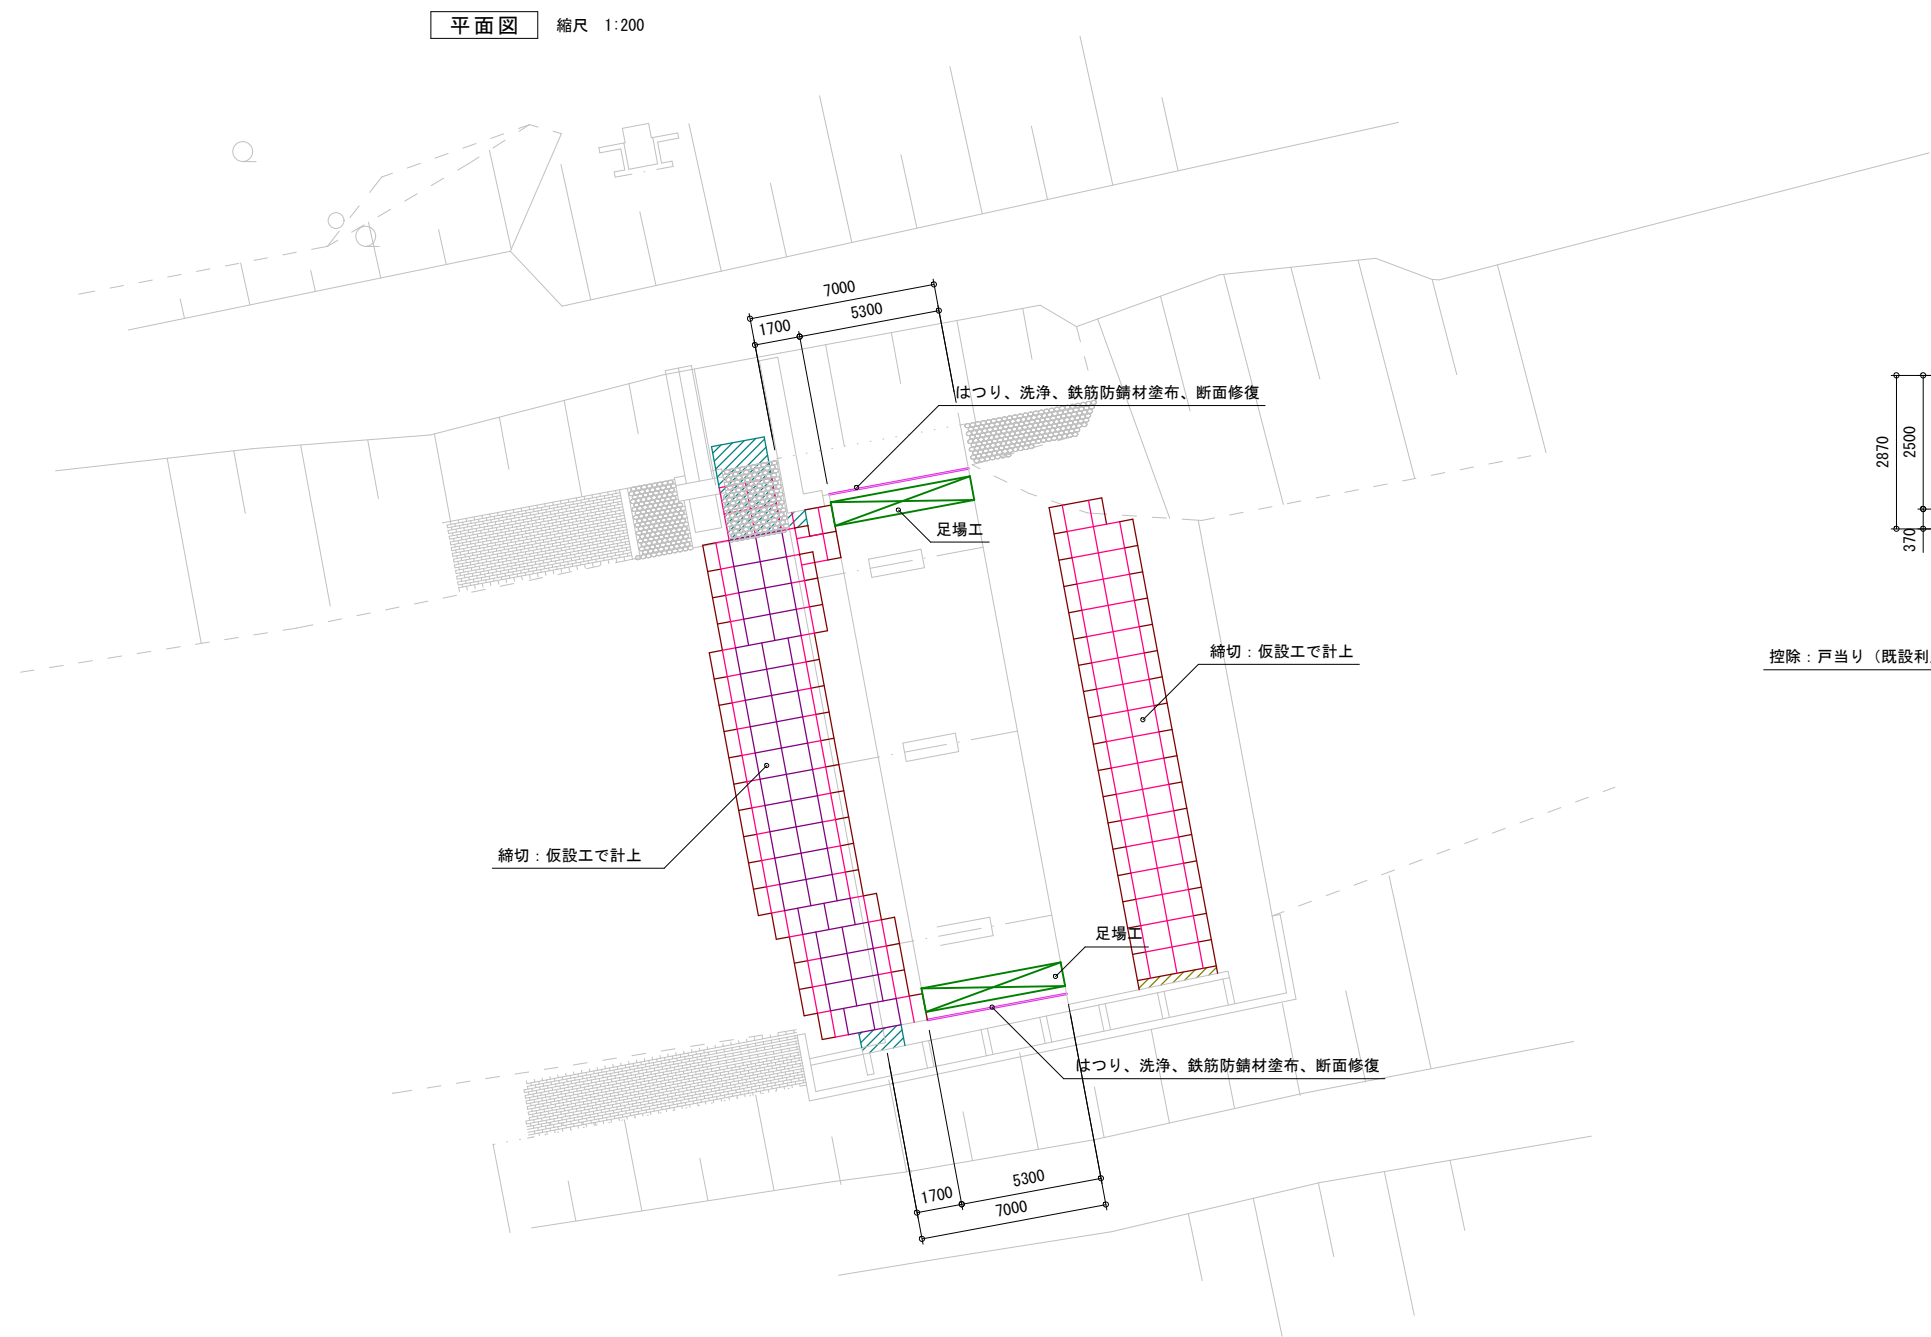 平面図 縮尺 1:200
7000
1700 5300
はつり、洗浄、鉄筋防錆材塗布、断面修復
2870 2500
370
足場工
締切：仮設工で計上
控除：戸当り（既設利
締切：仮設工で計上
足場工
はつり、洗浄、鉄筋防錆材塗布、断面修復
1700 5300
7000